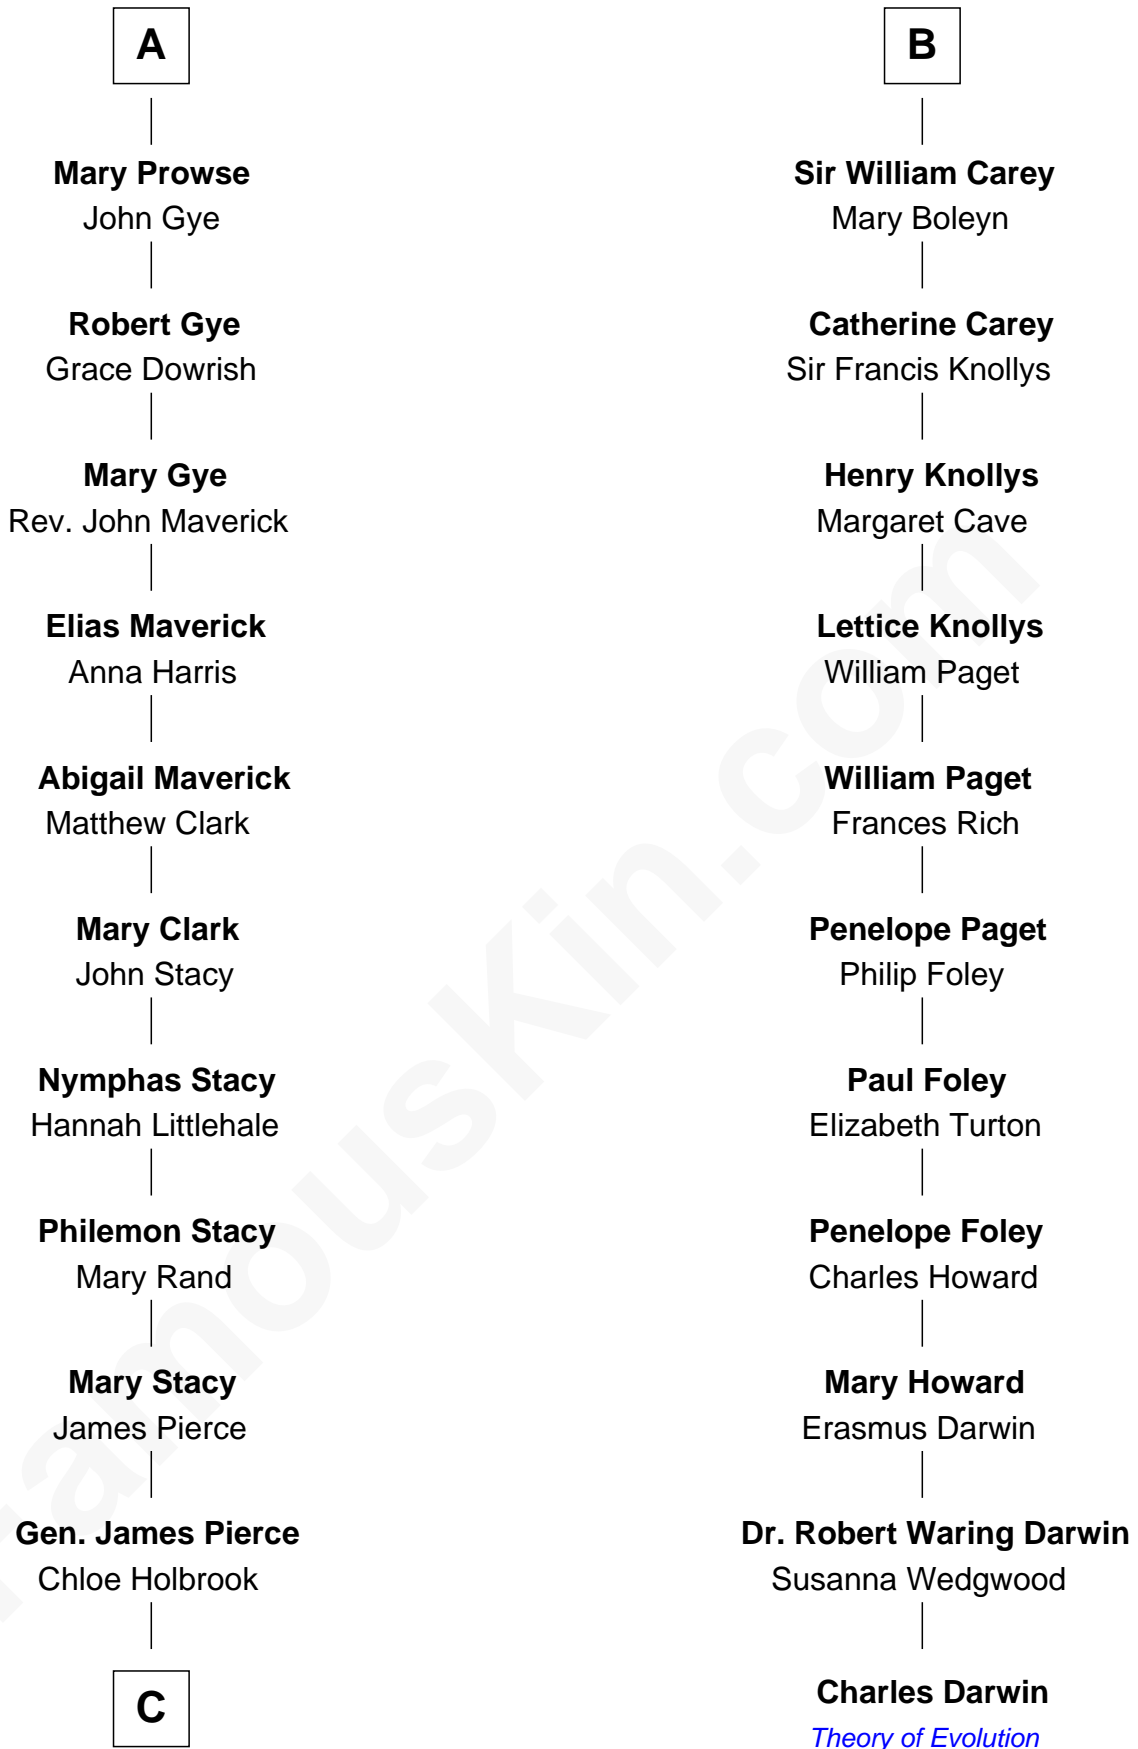 A
Mary Prowse
John Gye
Robert Gye
Grace Dowrish
Mary Gye
Rev. John Maverick
Elias Maverick
Anna Harris
Abigail Maverick
Matthew Clark
Mary Clark
John Stacy
Nymphas Stacy
Hannah Littlehale
Philemon Stacy
Mary Rand
Mary Stacy
James Pierce
Gen. James Pierce
Chloe Holbrook
C
B
Sir William Carey
Mary Boleyn
Catherine Carey
Sir Francis Knollys
Henry Knollys
Margaret Cave
Lettice Knollys
William Paget
William Paget
Frances Rich
Penelope Paget
Philip Foley
Paul Foley
Elizabeth Turton
Penelope Foley
Charles Howard
Mary Howard
Erasmus Darwin
Dr. Robert Waring Darwin
Susanna Wedgwood
Charles Darwin
Theory of Evolution
FamousKin.com